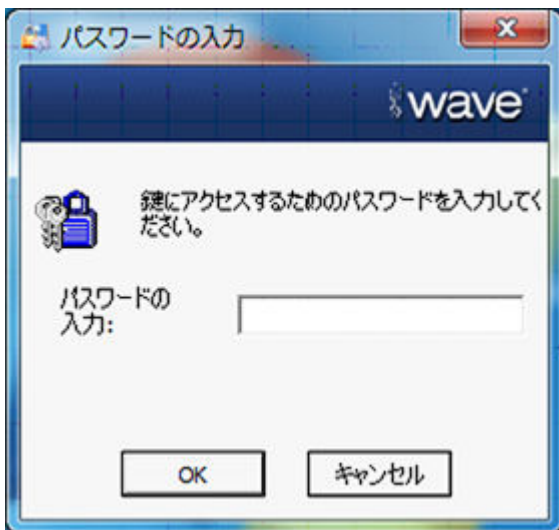 パスワードの入力
wave
鍵にアクセスするためのパスワードを入力してく
ださい。
パスワードの
入力:
OK
キャンセル